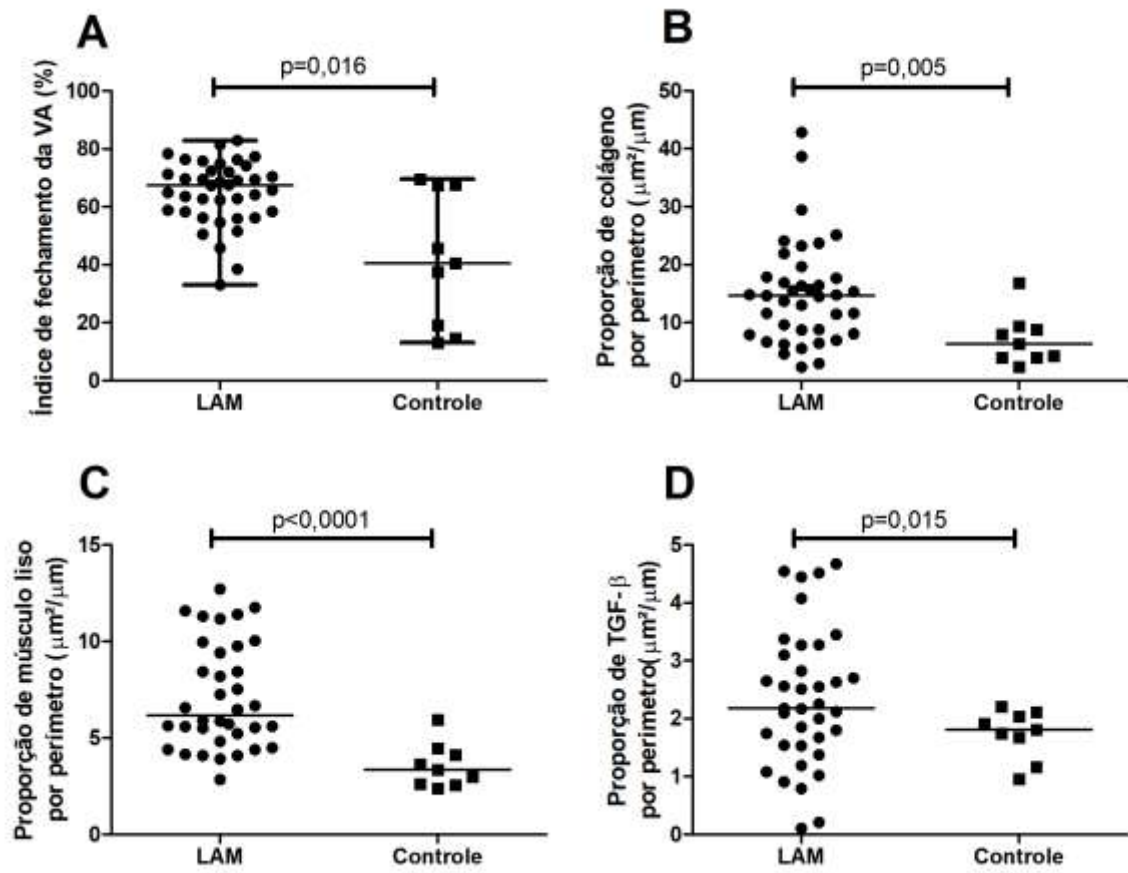 A
p=0,016
Índice de fechamento da VA (%)
100
80
60
40
20
0
LAM
Controle
B
p=0,005
Proporção de colágeno
por perímetro (μm²/μm)
50
40
30
20
10
0
LAM
Controle
C
p<0,0001
Proporção de músculo liso
por perímetro (μm²/μm)
15
10
5
0
LAM
Controle
D
p=0,015
Proporção de TGF-β
por perímetro(μm²/μm)
5
4
3
2
1
0
LAM
Controle